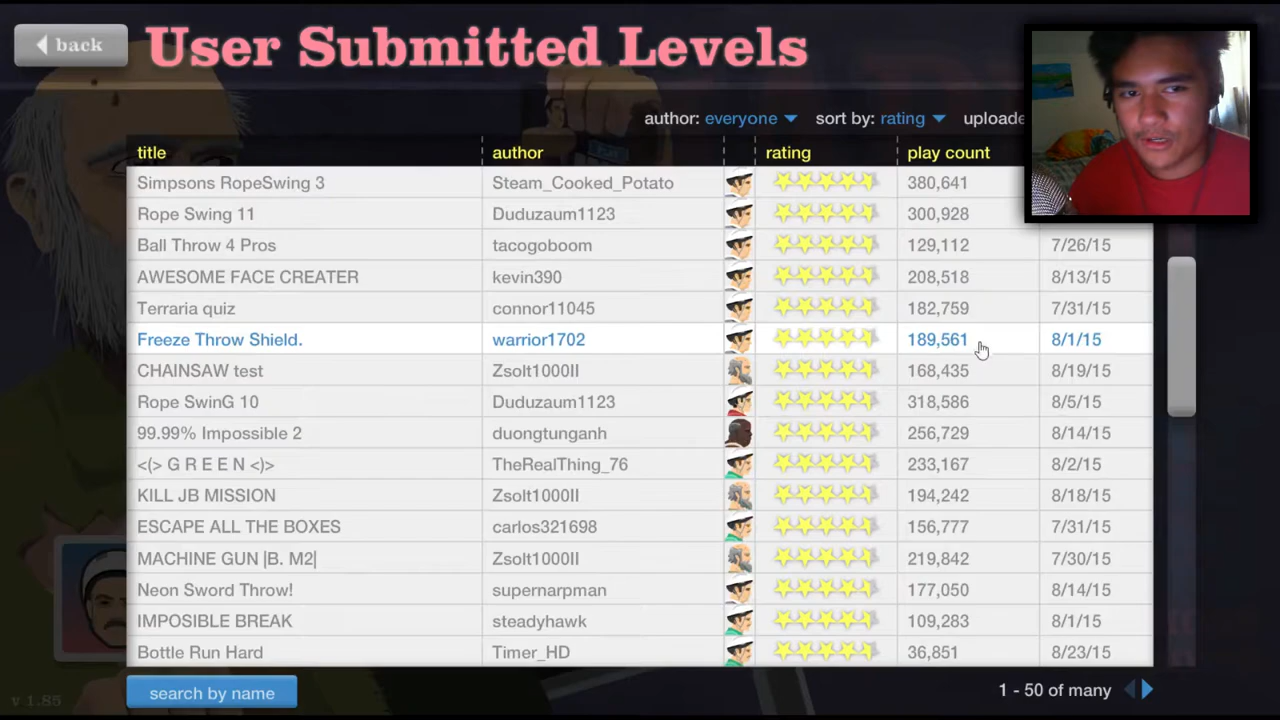 back
User Submitted Levels
author: everyone sort by: rating uploade
title author rating play count
Simpsons RopeSwing 3 Steam_Cooked_Potato 380,641
Rope Swing 11 Duduzaum1123 300,928
Ball Throw 4 Pros tacogoboom 129,112 7/26/15
AWESOME FACE CREATER kevin390 208,518 8/13/15
Terraria quiz connor11045 182,759 7/31/15
Freeze Throw Shield. warrior1702 189,561 8/1/15
CHAINSAW test Zsolt1000II 168,435 8/19/15
Rope SwinG 10 Duduzaum1123 318,586 8/5/15
99.99% Impossible 2 duongtunganh 256,729 8/14/15
<(> G R E E N <)> TheRealThing_76 233,167 8/2/15
KILL JB MISSION Zsolt1000II 194,242 8/18/15
ESCAPE ALL THE BOXES carlos321698 156,777 7/31/15
MACHINE GUN |B. M2| Zsolt1000II 219,842 7/30/15
Neon Sword Throw! supernarpman 177,050 8/14/15
IMPOSIBLE BREAK steadyhawk 109,283 8/1/15
Bottle Run Hard Timer_HD 36,851 8/23/15
search by name 1 - 50 of many
v 1.85